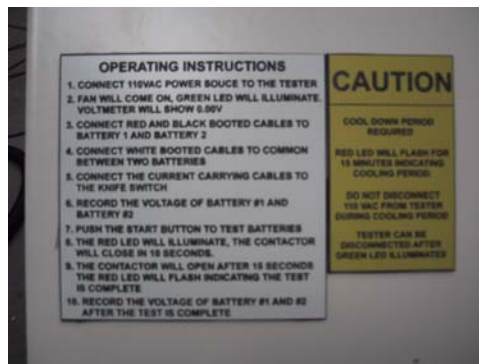 OPERATING INSTRUCTIONS
1. CONNECT 110VAC POWER SOUCE TO THE TESTER
2. FAN WILL COME ON, GREEN LED WILL ILLUMINATE.
VOLTMETER WILL SHOW 0.00V
3. CONNECT RED AND BLACK BOOTED CABLES TO
BATTERY 1 AND BATTERY 2
4. CONNECT WHITE BOOTED CABLES TO COMMON
BETWEEN TWO BATTERIES
5. CONNECT THE CURRENT CARRYING CABLES TO
THE KNIFE SWITCH
6. RECORD THE VOLTAGE OF BATTERY #1 AND
BATTERY #2
7. PUSH THE START BUTTON TO TEST BATTERIES
8. THE RED LED WILL ILLUMINATE, THE CONTACTOR
WILL CLOSE IN 15 SECONDS.
9. THE CONTACTOR WILL OPEN AFTER 15 SECONDS
THE RED LED WILL FLASH INDICATING THE TEST
IS COMPLETE
10. RECORD THE VOLTAGE OF BATTERY #1 AND #2
AFTER THE TEST IS COMPLETE
CAUTION
COOL DOWN PERIOD
REQUIRED
RED LED WILL FLASH FOR
15 MINUTES INDICATING
COOLING PERIOD
DO NOT DISCONNECT
110 VAC FROM TESTER
DURING COOLING PERIOD
TESTER CAN BE
DISCONNECTED AFTER
GREEN LED ILLUMINATES